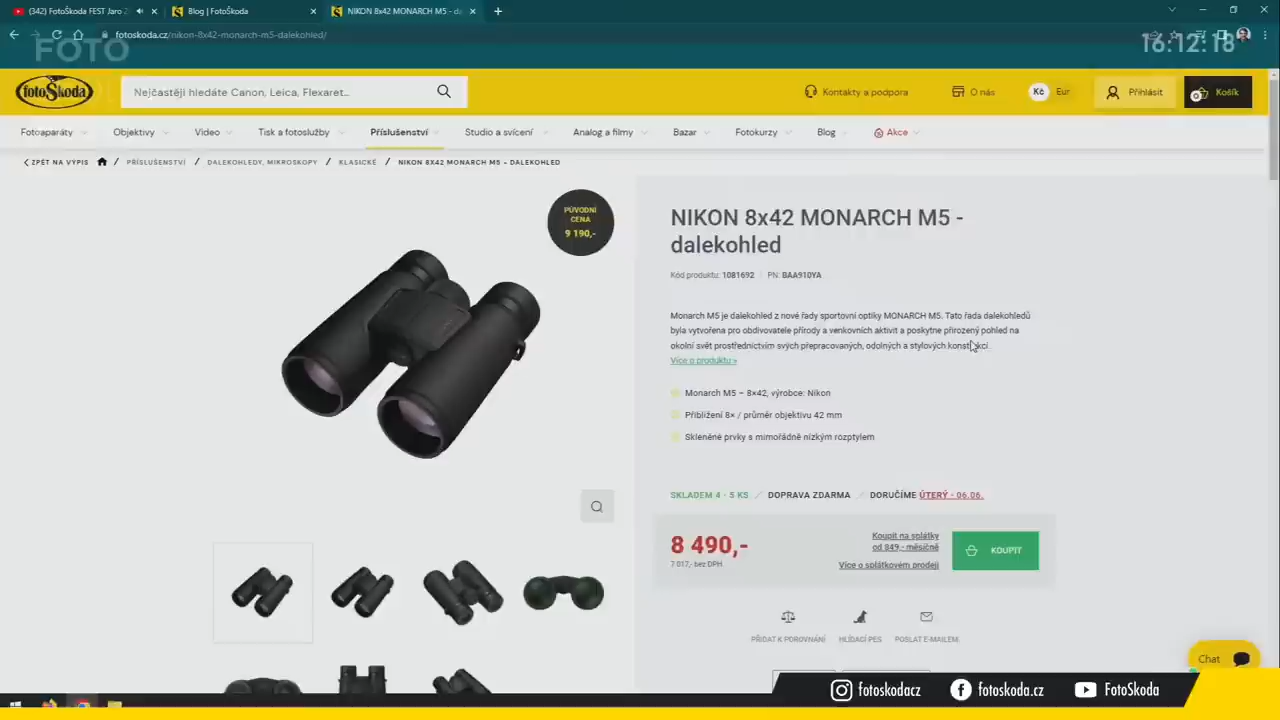 (342) FotoŠkoda FEST Jaro 2
Blog | FotoŠkoda
NIKON 8x42 MONARCH M5 - da
fotoskoda.cz/nikon-8x42-monarch-m5-dalekohled/
FOTO
16:12:18
fotoŠkoda
Nejčastěji hledáte Canon, Leica, Flexaret...
Kontakty a podpora
O nás
Kč
Eur
Přihlásit
0
Košík
Fotoaparáty
Objektivy
Video
Tisk a fotoslužby
Příslušenství
Studio a svícení
Analog a filmy
Bazar
Fotokurzy
Blog
Akce
ZPĚT NA VÝPIS / PŘÍSLUŠENSTVÍ / DALEKOHLEDY, MIKROSKOPY / KLASICKÉ / NIKON 8X42 MONARCH M5 - DALEKOHLED
PŮVODNÍ
CENA
9 190,-
NIKON 8x42 MONARCH M5 -
dalekohled
Kód produktu: 1081692 | PN: BAA910YA
Monarch M5 je dalekohled z nové řady sportovní optiky MONARCH M5. Tato řada dalekohledů
byla vytvořena pro obdivovatele přírody a venkovních aktivit a poskytne přirozený pohled na
okolní svět prostřednictvím svých přepracovaných, odolných a stylových konstrukcí.
Více o produktu »
Monarch M5 – 8×42, výrobce: Nikon
Přiblížení 8× / průměr objektivu 42 mm
Skleněné prvky s mimořádně nízkým rozptylem
SKLADEM 4 - 5 KS / DOPRAVA ZDARMA / DORUČÍME ÚTERÝ - 06.06.
8 490,-
7 017,- bez DPH
Koupit na splátky
od 849,- měsíčně
Více o splátkovém prodeji
KOUPIT
PŘIDAT K POROVNÁNÍ
HLÍDACÍ PES
POSLAT E-MAILEM
Chat
fotoskodacz
fotoskoda.cz
FotoSkoda